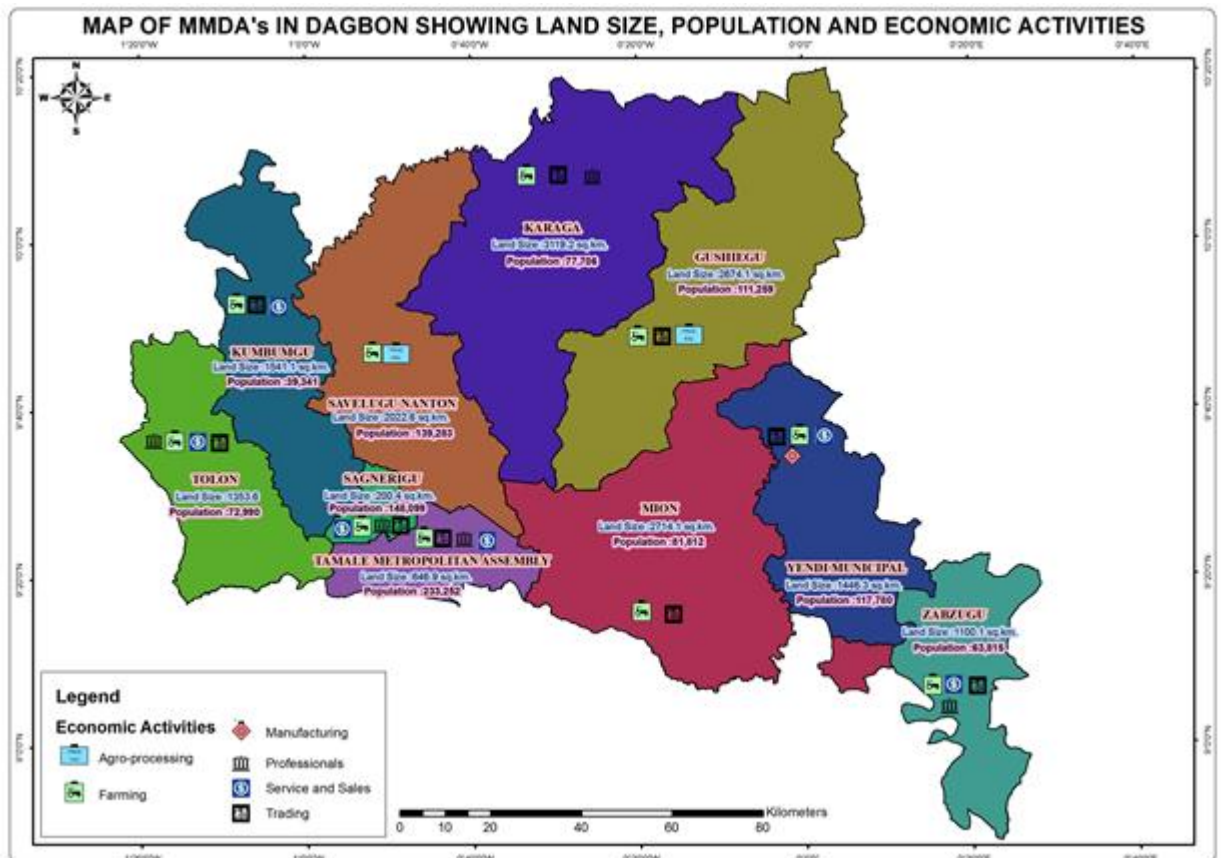 MAP OF MMDA's IN DAGBON SHOWING LAND SIZE, POPULATION AND ECONOMIC ACTIVITIES
1°20'0"W 1°0'0"W 0°40'0"W 0°20'0"W 0°0'0" 0°20'0"E 0°40'0"E
N
W E
S
KARAGA
Land Size :3119.2 sq.km.
Population :77,706
GUSHIEGU
Land Size :2674.1 sq.km.
Population :111,259
KUMBUMGU
Land Size :1541.1 sq.km.
Population :39,341
SAVELUGU NANTON
Land Size :2022.6 sq.km.
Population :139,283
TOLON
Land Size :1353.6
Population :72,990
SAGNERIGU
Land Size :200.4 sq.km.
Population :148,099
TAMALE METROPOLITAN ASSEMBLY
Land Size :646.9 sq.km.
Population :233,252
MION
Land Size :2714.1 sq.km.
Population :81,812
YENDI MUNICIPAL
Land Size :1446.3 sq.km.
Population :117,780
ZABZUGU
Land Size :1100.1 sq.km.
Population :63,815
Legend
Economic Activities
Agro-processing
Farming
Manufacturing
Professionals
Service and Sales
Trading
Kilometers
0 5 10 20 40 60 80